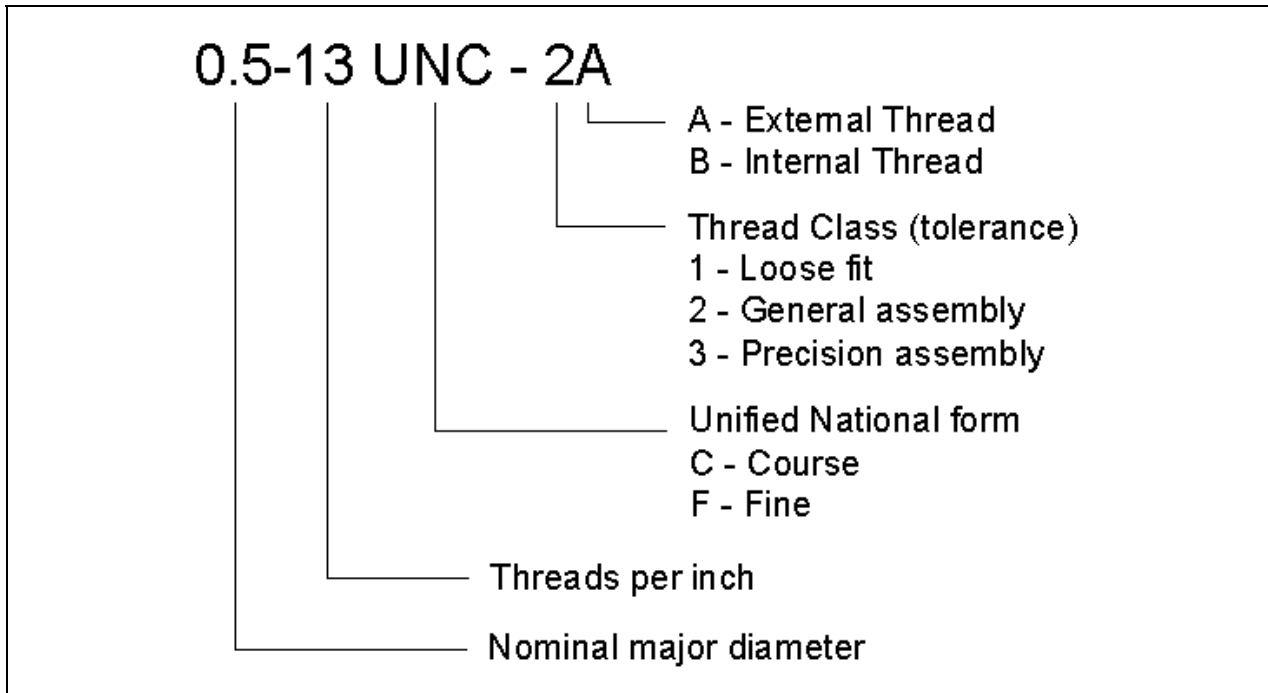 0.5-13 UNC - 2A
A - External Thread
B - Internal Thread
Thread Class (tolerance)
1 - Loose fit
2 - General assembly
3 - Precision assembly
Unified National form
C - Course
F - Fine
Threads per inch
Nominal major diameter